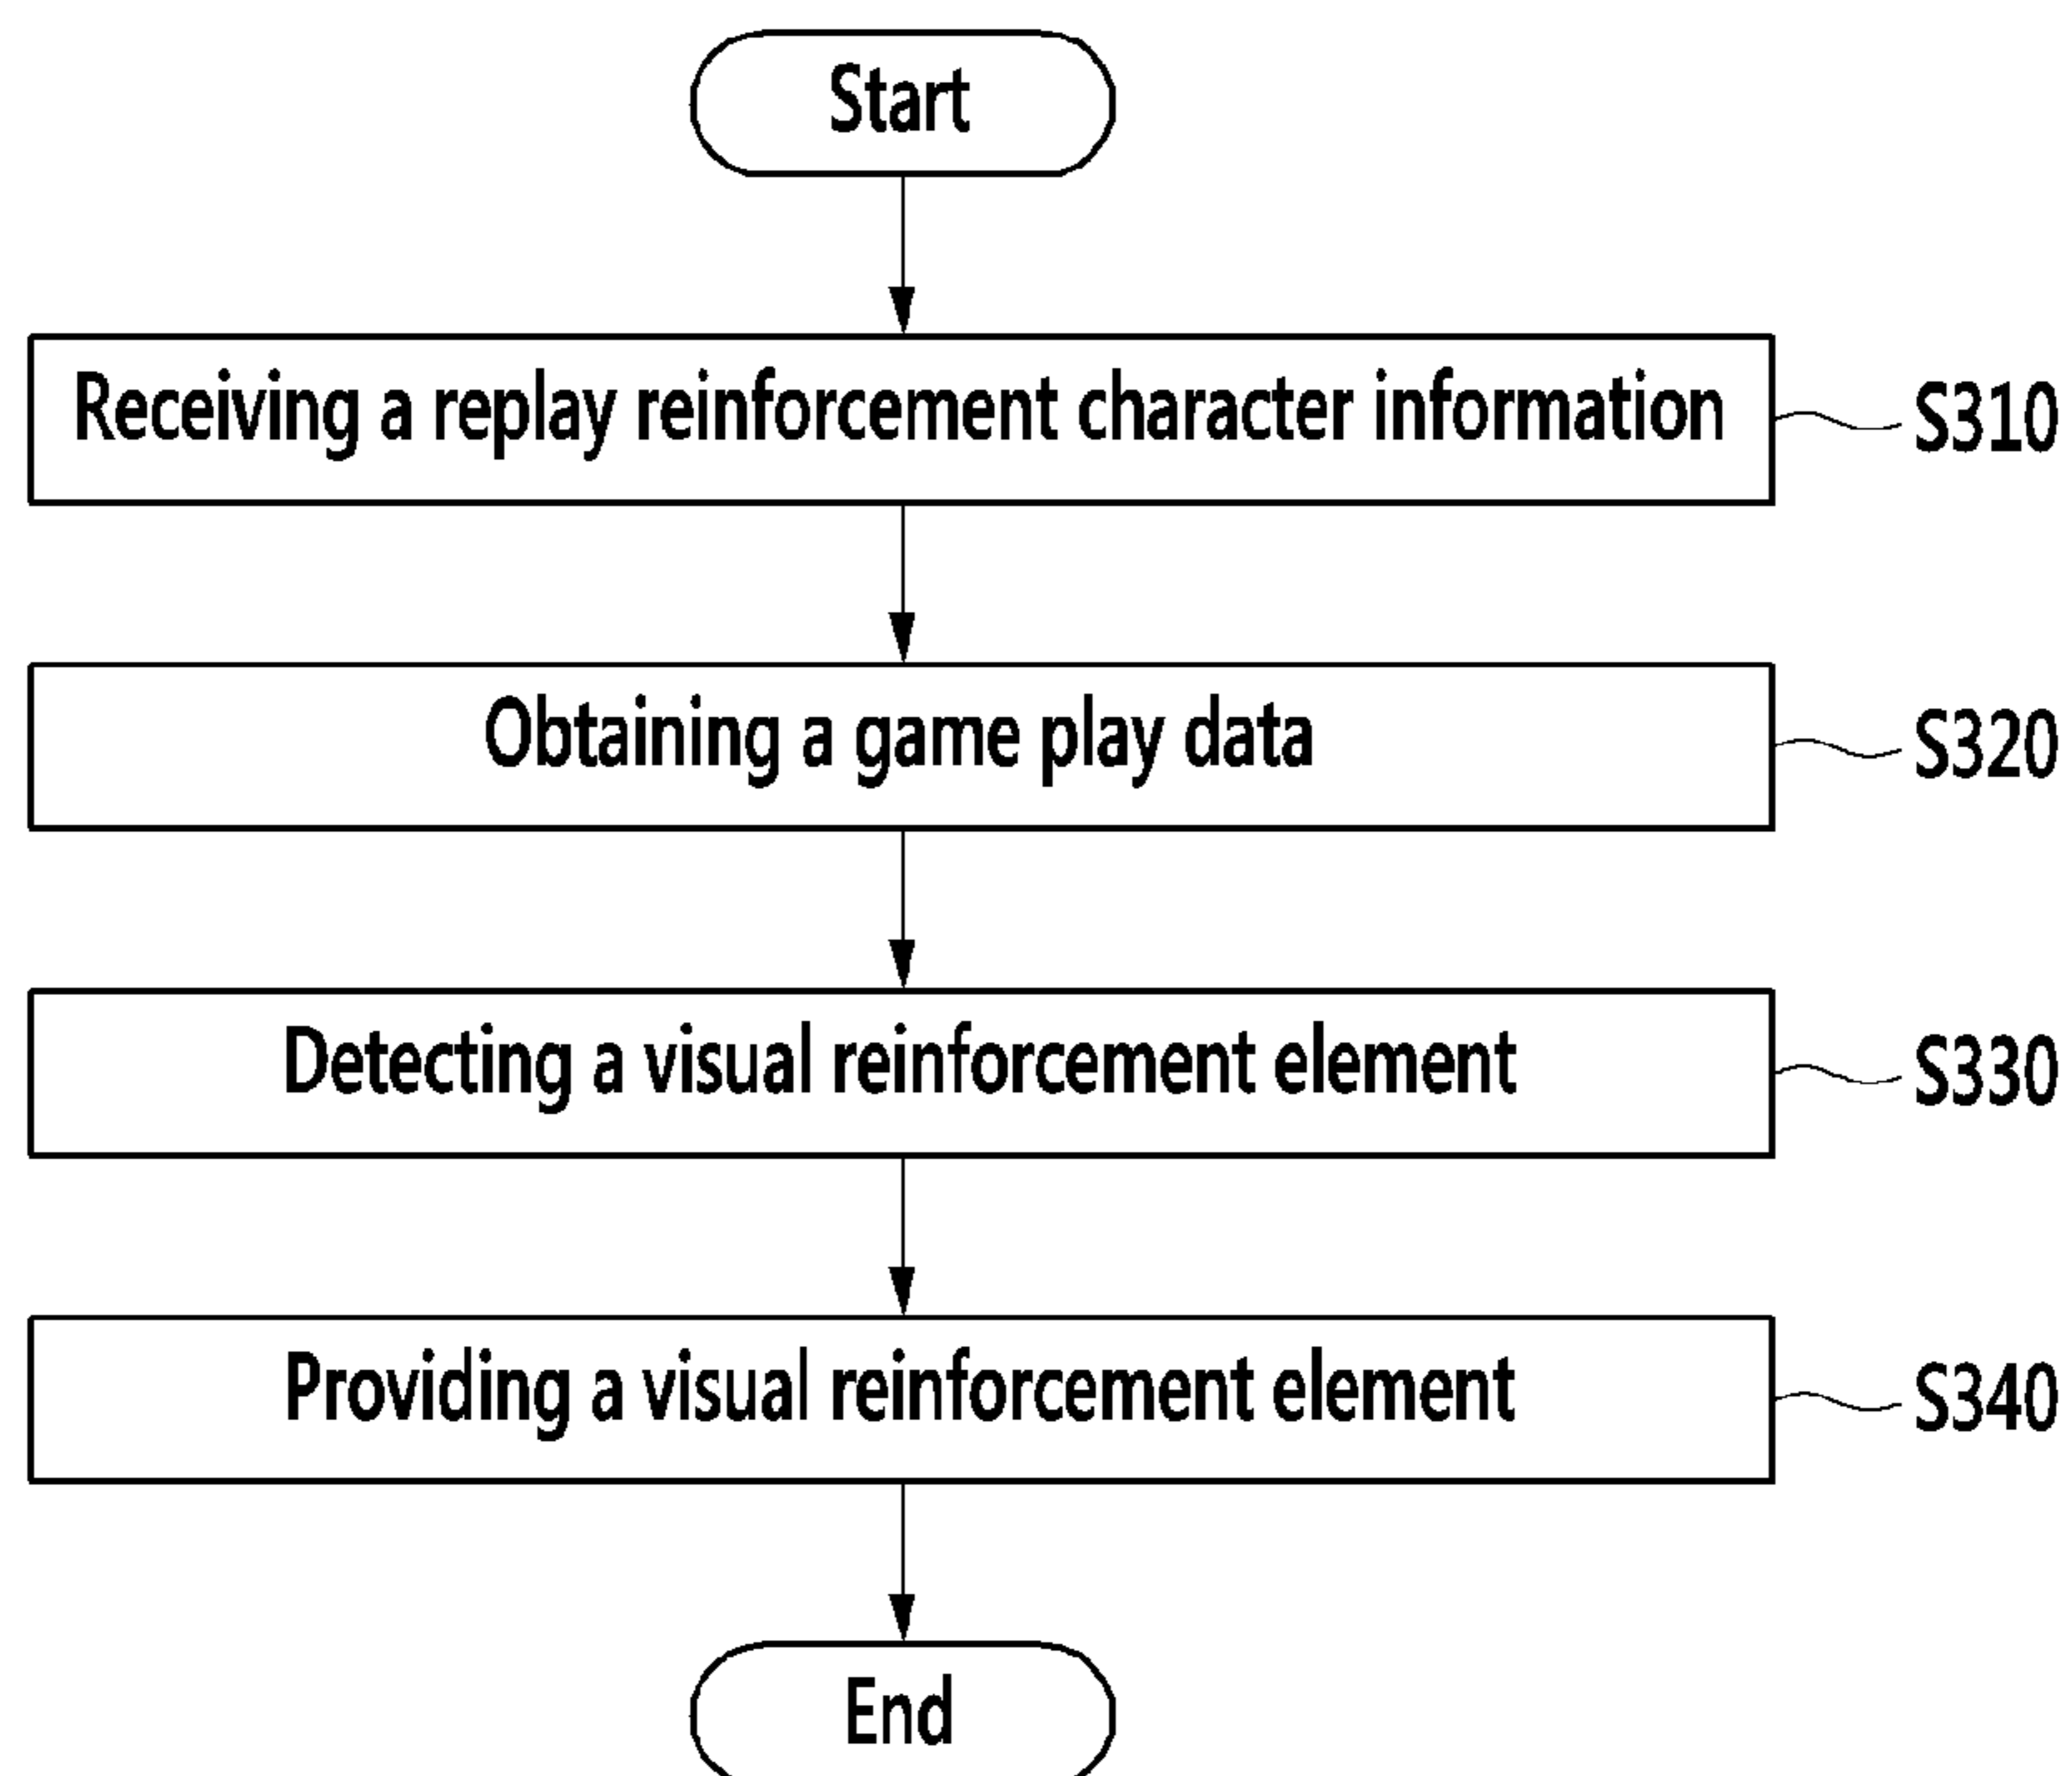 Start
Receiving a replay reinforcement character information
S310
Obtaining a game play data
S320
Detecting a visual reinforcement element
S330
Providing a visual reinforcement element
S340
End